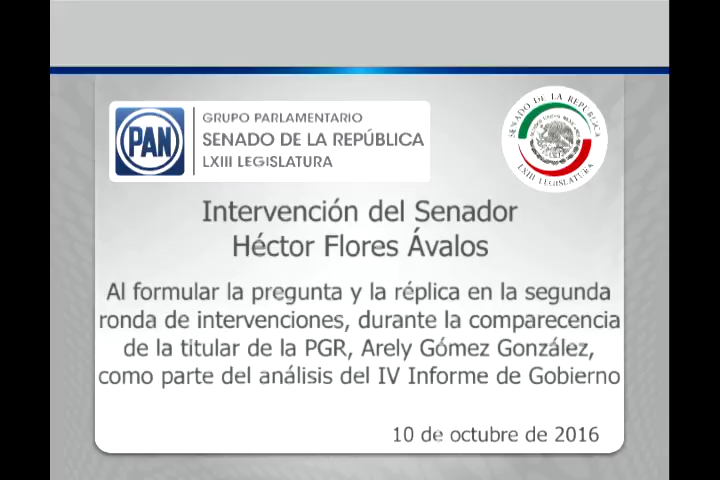 PAN
GRUPO PARLAMENTARIO
SENADO DE LA REPÚBLICA
LXIII LEGISLATURA
SENADO DE LA REPÚBLICA
LXIII LEGISLATURA
Intervención del Senador
Héctor Flores Ávalos
Al formular la pregunta y la réplica en la segunda
ronda de intervenciones, durante la comparecencia
de la titular de la PGR, Arely Gómez González,
como parte del análisis del IV Informe de Gobierno
10 de octubre de 2016